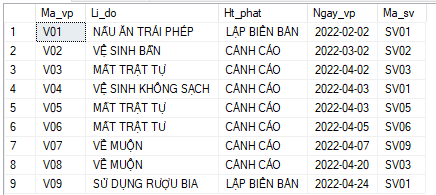 Ma_vp Li_do Ht_phat Ngay_vp Ma_sv
1 V01 NẤU ĂN TRÁI PHÉP LẬP BIÊN BẢN 2022-02-02 SV01
2 V02 VỆ SINH BẨN CẢNH CÁO 2022-03-02 SV02
3 V03 MẤT TRẬT TỰ CẢNH CÁO 2022-04-03 SV03
4 V04 VỆ SINH KHÔNG SẠCH CẢNH CÁO 2022-04-03 SV01
5 V05 MẤT TRẬT TỰ CẢNH CÁO 2022-04-03 SV05
6 V06 MẤT TRẬT TỰ CẢNH CÁO 2022-04-05 SV06
7 V07 VỀ MUỘN CẢNH CÁO 2022-04-07 SV09
8 V08 VỀ MUỘN CẢNH CÁO 2022-04-20 SV03
9 V09 SỬ DỤNG RƯỢU BIA LẬP BIÊN BẢN 2022-04-24 SV01